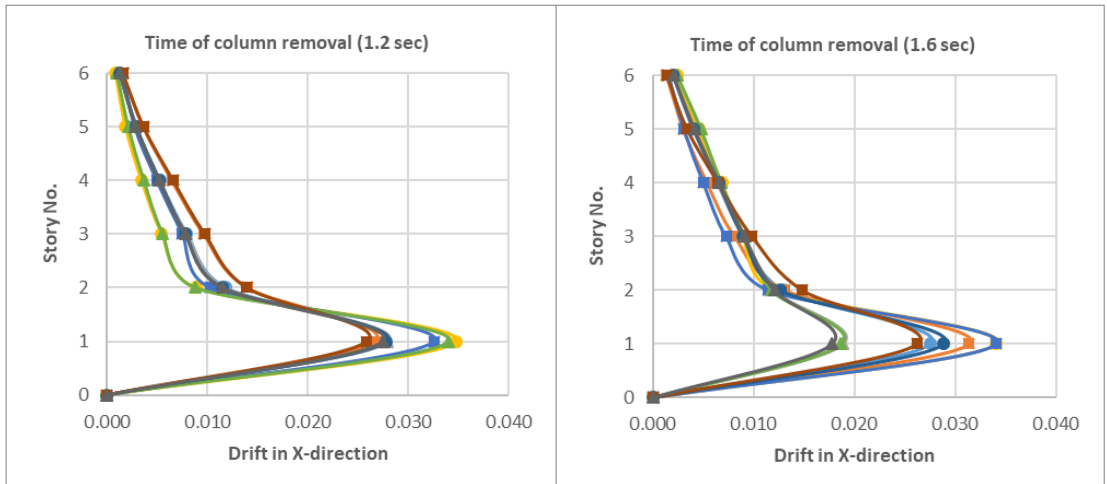 Time of column removal (1.2 sec)
6
5
4
3
2
1
0
Story No.
0.000 0.010 0.020 0.030 0.040
Drift in X-direction
Time of column removal (1.6 sec)
6
5
4
3
2
1
0
Story No.
0.000 0.010 0.020 0.030 0.040
Drift in X-direction